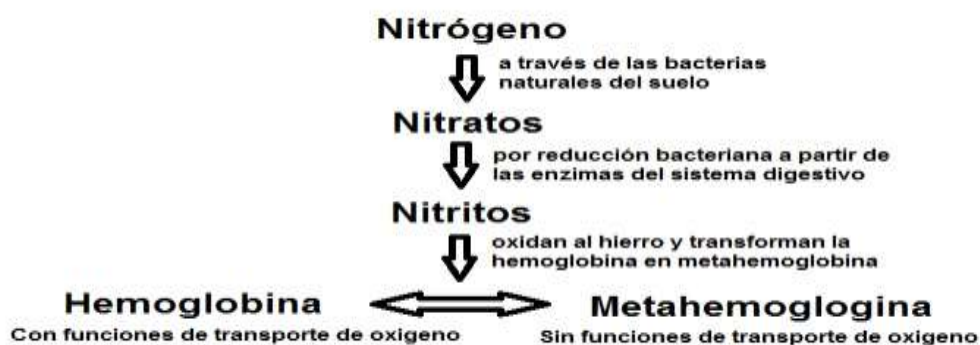 Nitrógeno
a través de las bacterias
naturales del suelo
Nitratos
por reducción bacteriana a partir de
las enzimas del sistema digestivo
Nitritos
oxidan al hierro y transforman la
hemoglobina en metahemoglobina
Hemoglobina
Metahemoglogina
Con funciones de transporte de oxigeno
Sin funciones de transporte de oxigeno